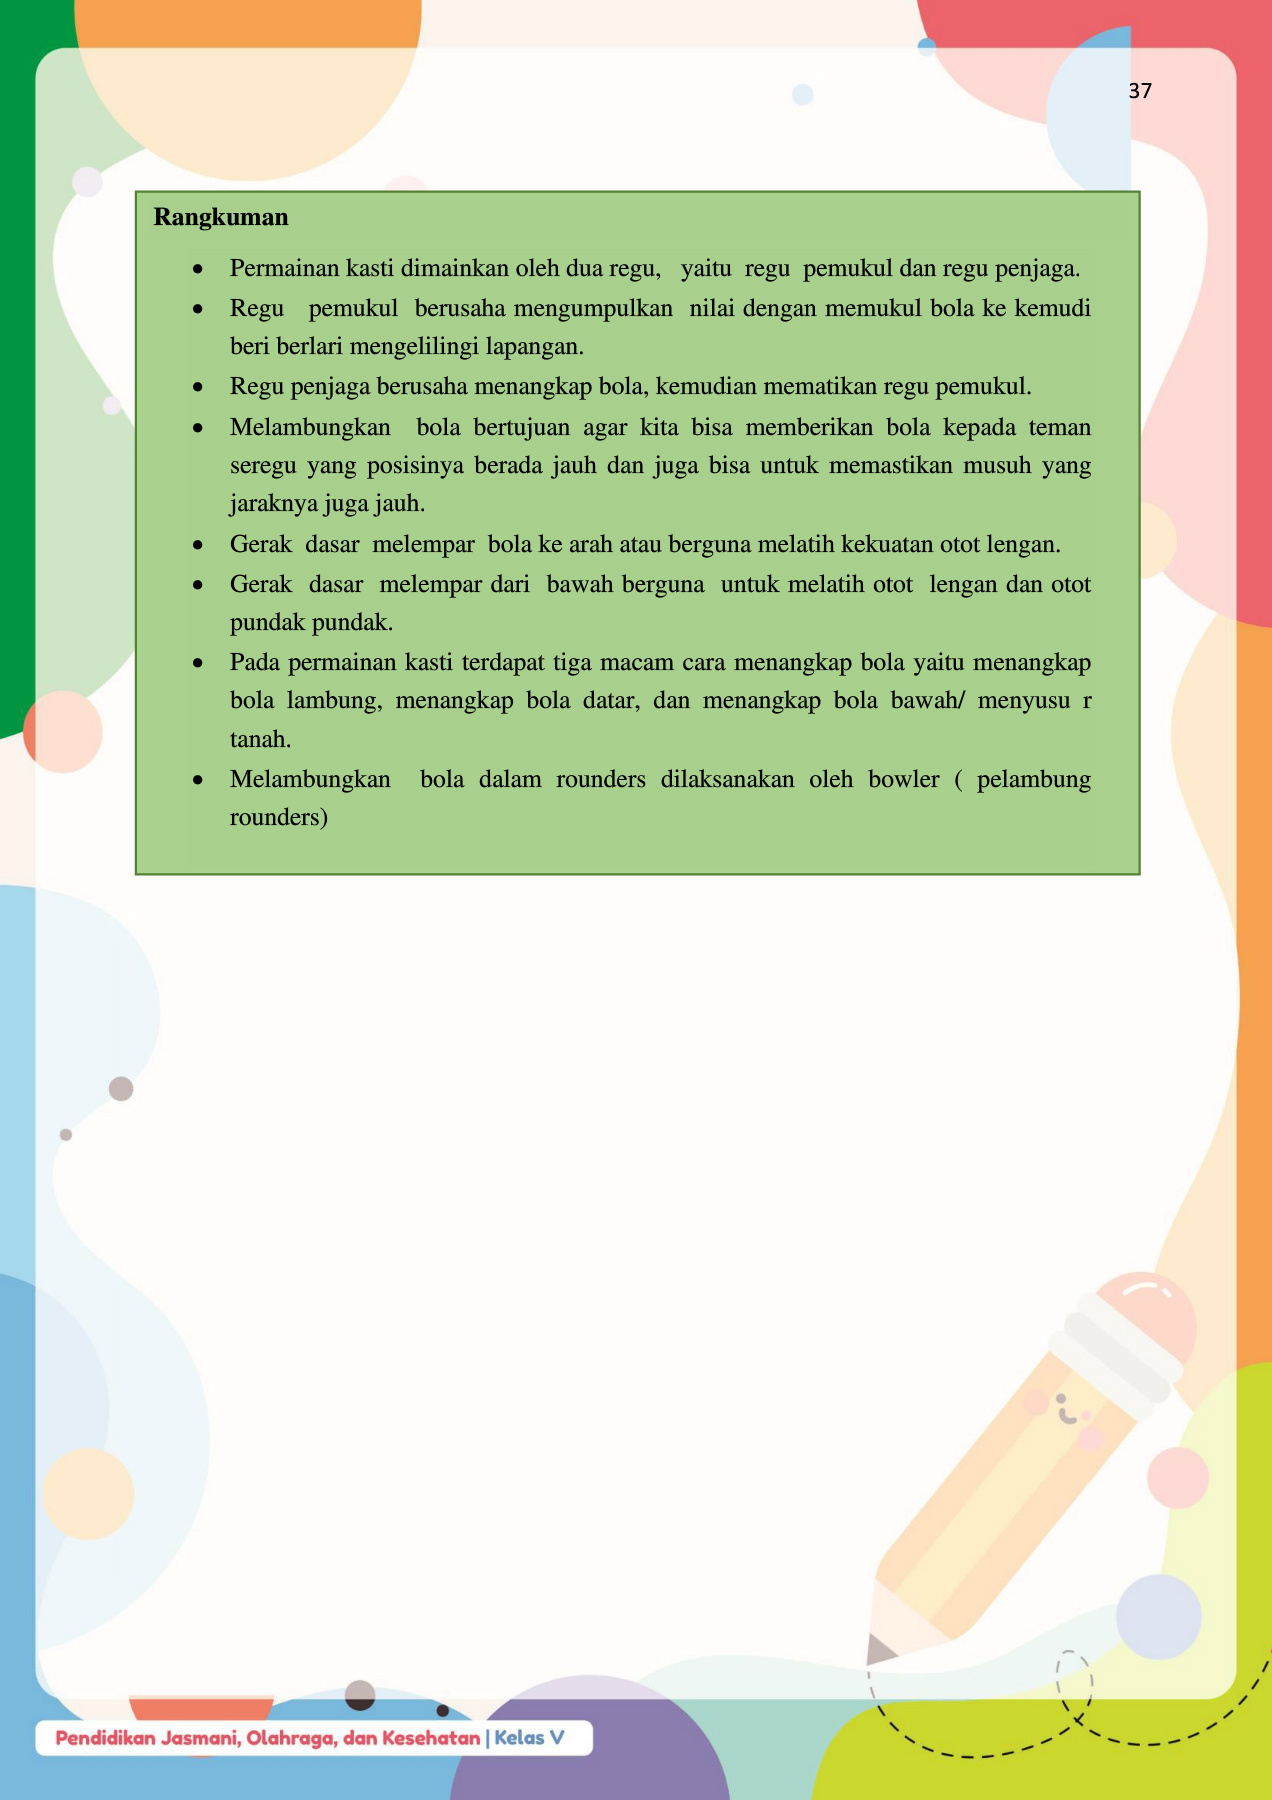 37
Rangkuman
• Permainan kasti dimainkan oleh dua regu, yaitu regu pemukul dan regu penjaga.
• Regu pemukul berusaha mengumpulkan nilai dengan memukul bola ke kemudi
beri berlari mengelilingi lapangan.
• Regu penjaga berusaha menangkap bola, kemudian mematikan regu pemukul.
• Melambungkan bola bertujuan agar kita bisa memberikan bola kepada teman
seregu yang posisinya berada jauh dan juga bisa untuk memastikan musuh yang
jaraknya juga jauh.
• Gerak dasar melempar bola ke arah atau berguna melatih kekuatan otot lengan.
• Gerak dasar melempar dari bawah berguna untuk melatih otot lengan dan otot
pundak pundak.
• Pada permainan kasti terdapat tiga macam cara menangkap bola yaitu menangkap
bola lambung, menangkap bola datar, dan menangkap bola bawah/ menyusu r
tanah.
• Melambungkan bola dalam rounders dilaksanakan oleh bowler ( pelambung
rounders)
Pendidikan Jasmani, Olahraga, dan Kesehatan | Kelas V